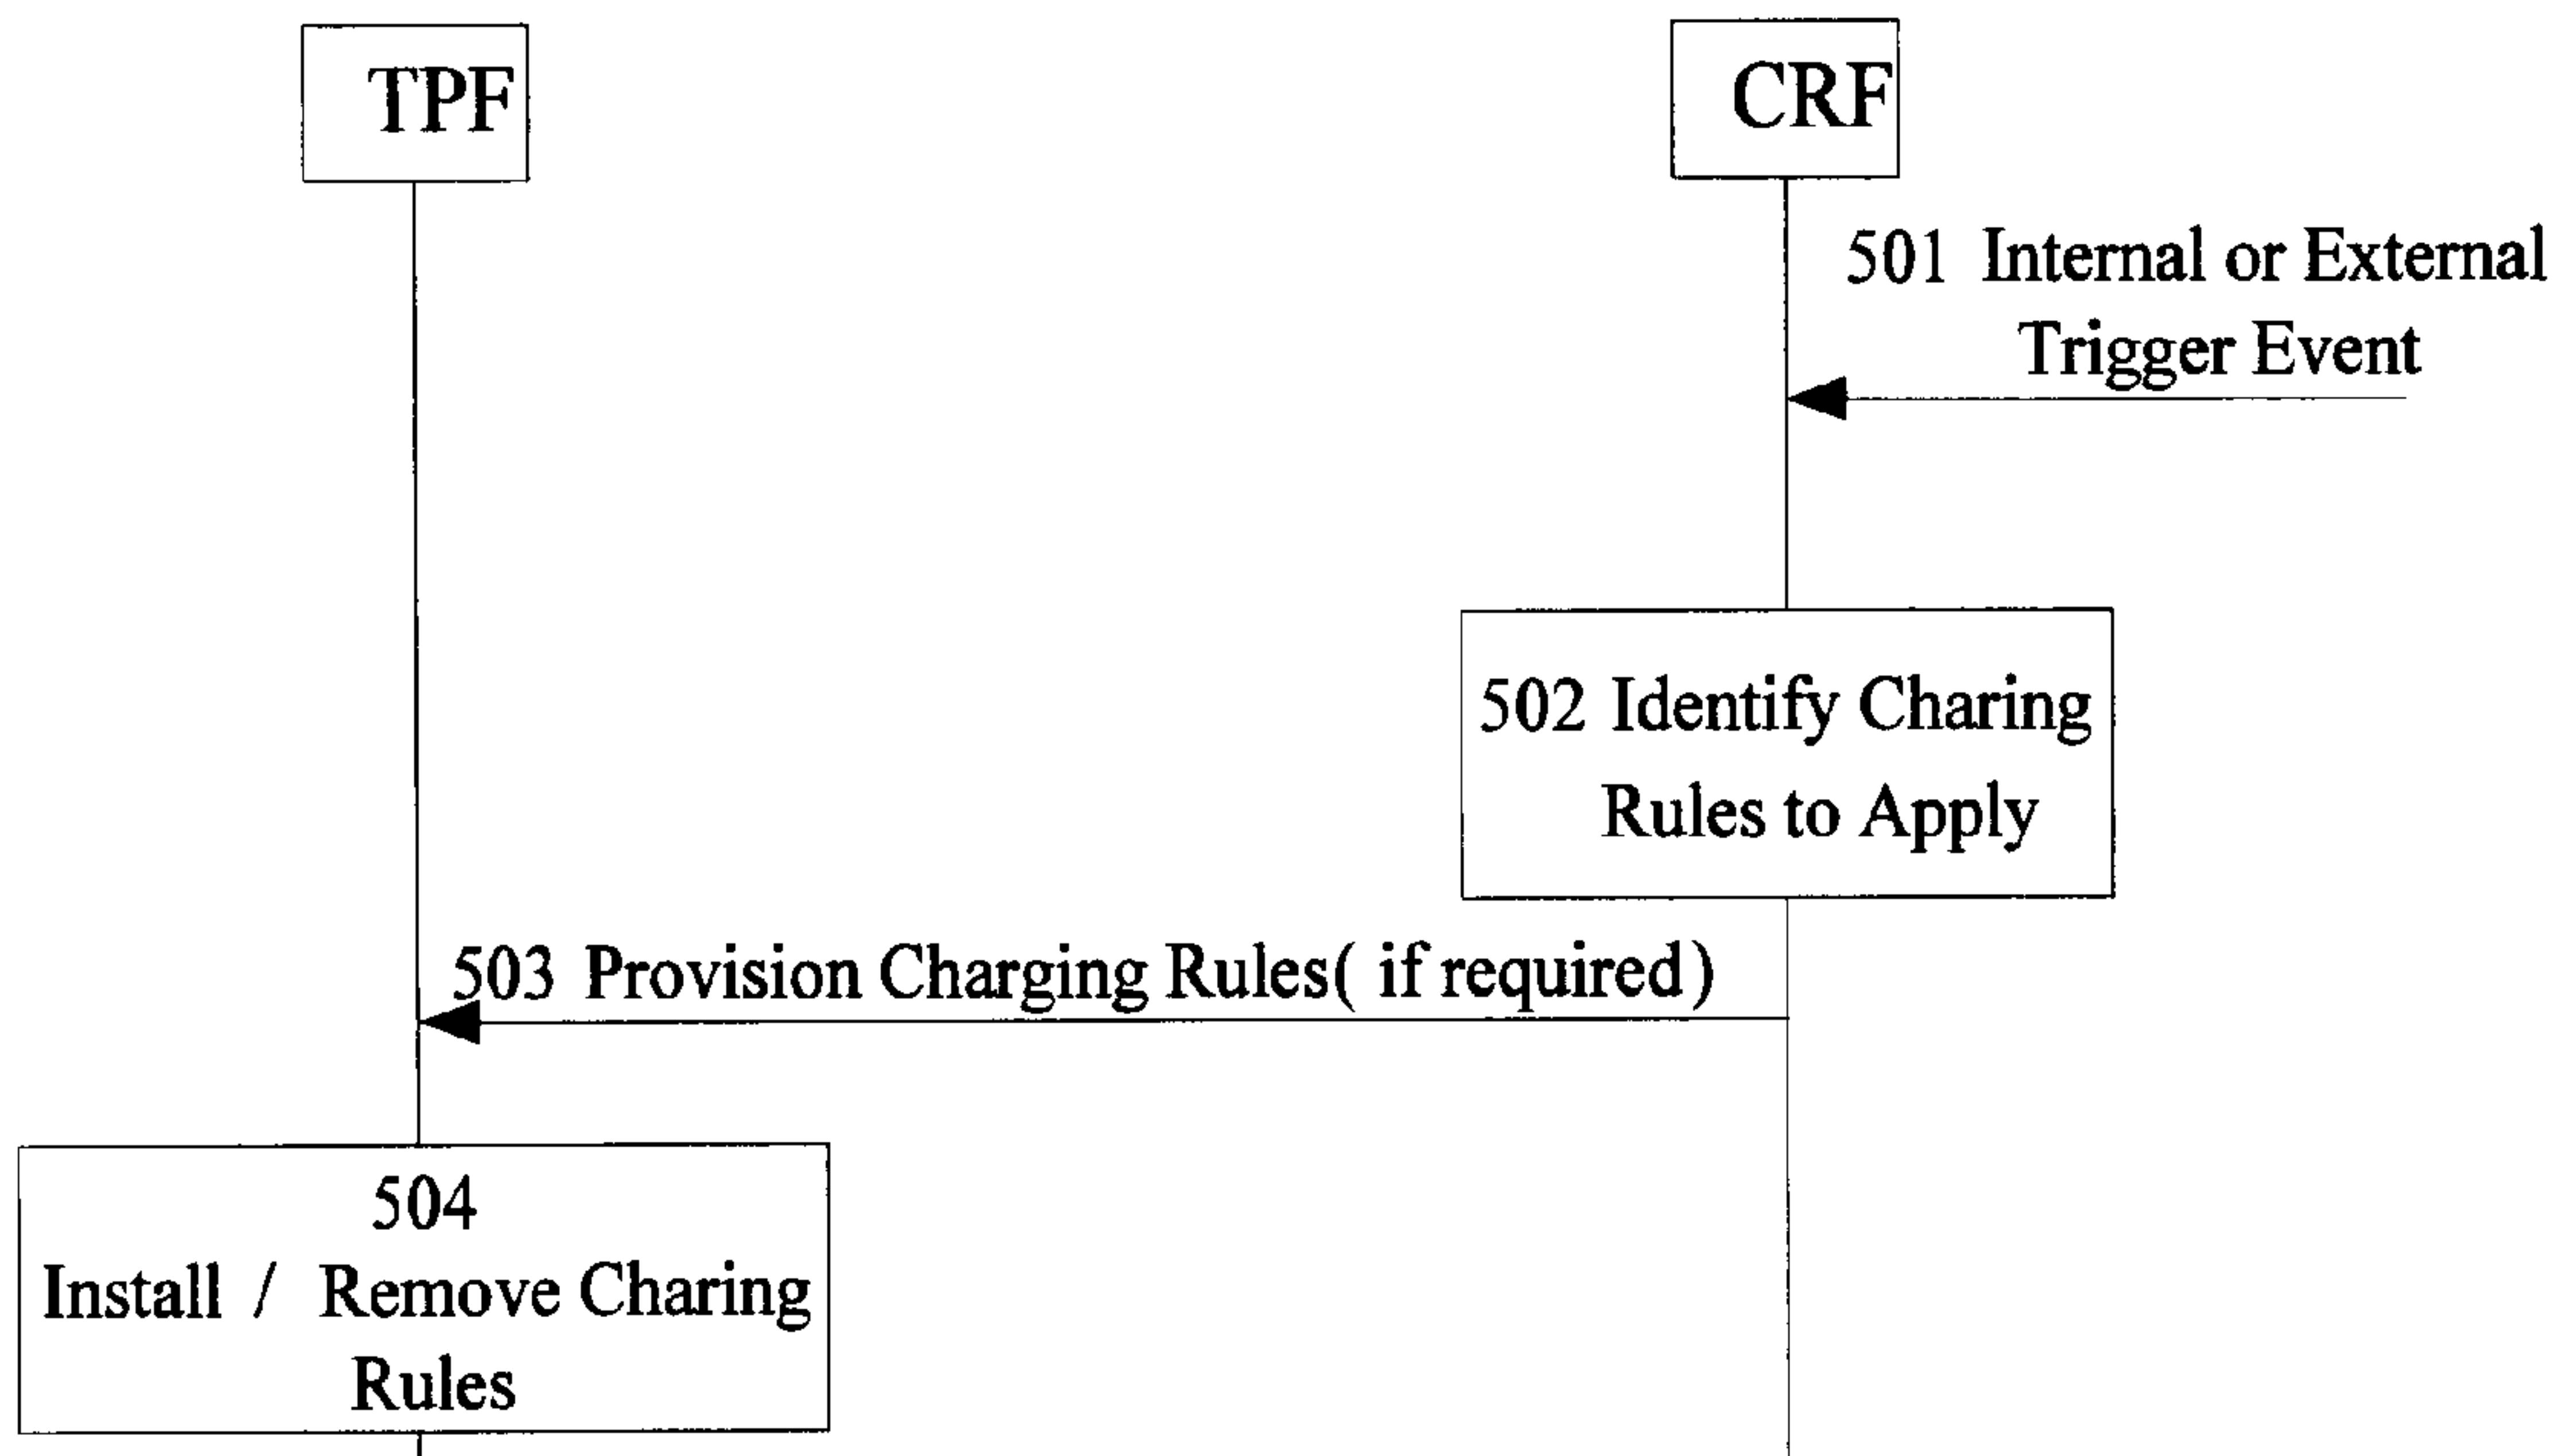 TPF
CRF
501 Internal or External
Trigger Event
502 Identify Charing
Rules to Apply
503 Provision Charging Rules( if required)
504
Install / Remove Charing
Rules